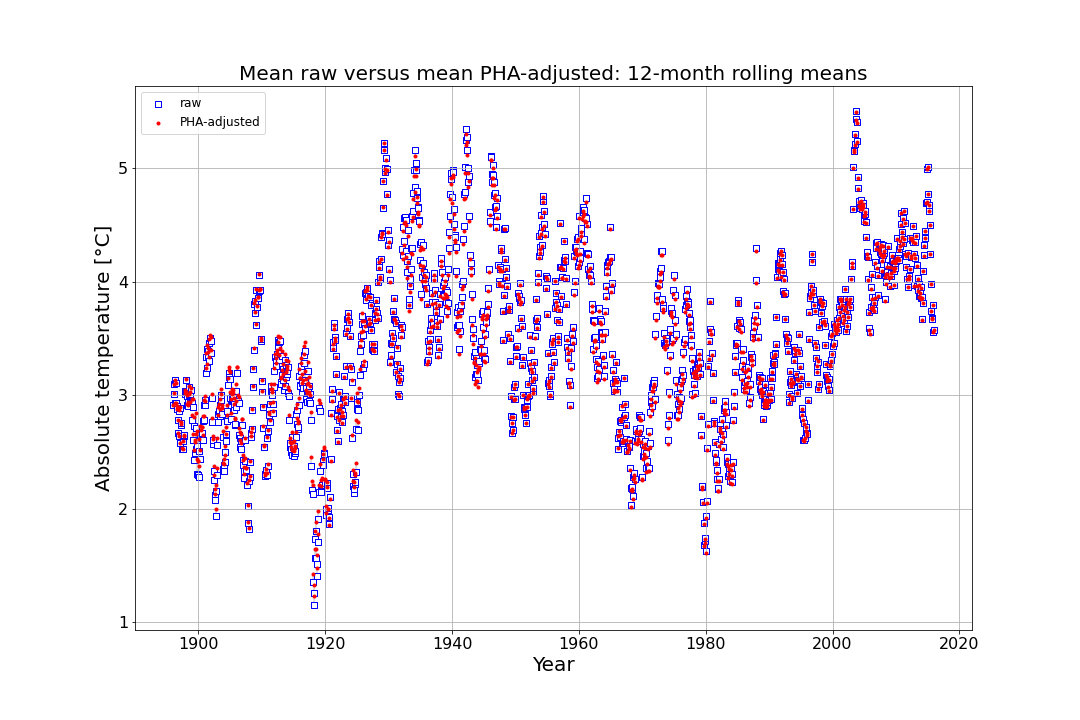 Mean raw versus mean PHA-adjusted: 12-month rolling means
raw
PHA-adjusted
Absolute temperature [°C]
5
4
3
2
1
1900 1920 1940 1960 1980 2000 2020
Year